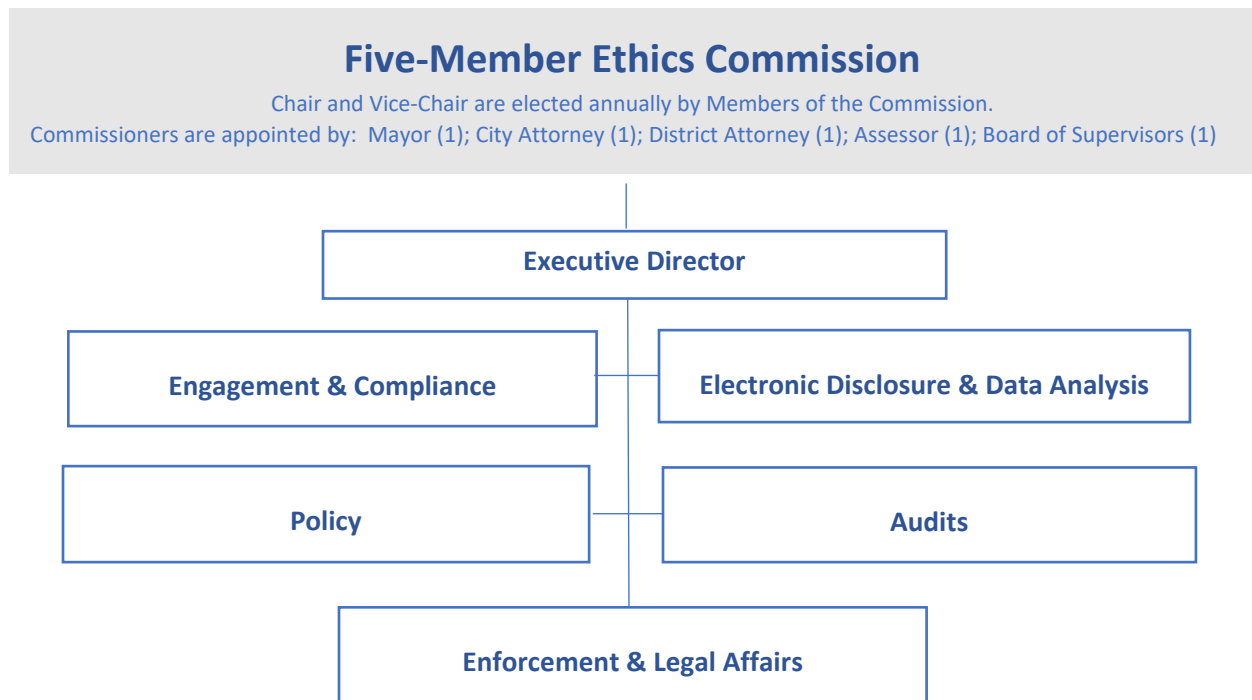 Five-Member Ethics Commission
Chair and Vice-Chair are elected annually by Members of the Commission.
Commissioners are appointed by:  Mayor (1); City Attorney (1); District Attorney (1); Assessor (1); Board of Supervisors (1)
Executive Director
Engagement & Compliance
Electronic Disclosure & Data Analysis
Policy
Audits
Enforcement & Legal Affairs